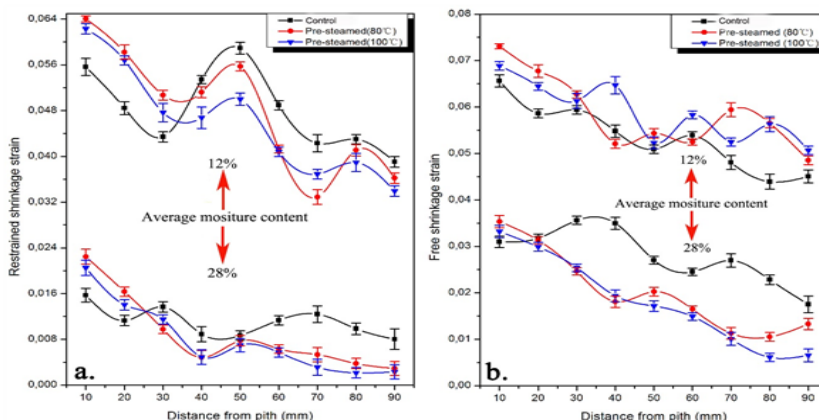 Control
Pre-steamed(80℃)
Pre-steamed(100℃)
0,064
0,056
0,048
0,040
0,032
0,024
0,016
0,008
0,000
Restrained shrinkage strain
12%
Average mositure content
28%
a.
10 20 30 40 50 60 70 80 90
Distance from pith (mm)
Control
Pre-steamed (80℃)
Pre-steamed (100℃)
0,08
0,07
0,06
0,05
0,04
0,03
0,02
0,01
0,00
Free shrinkage strain
12%
Average mositure content
28%
b.
10 20 30 40 50 60 70 80 90
Distance from pith (mm)